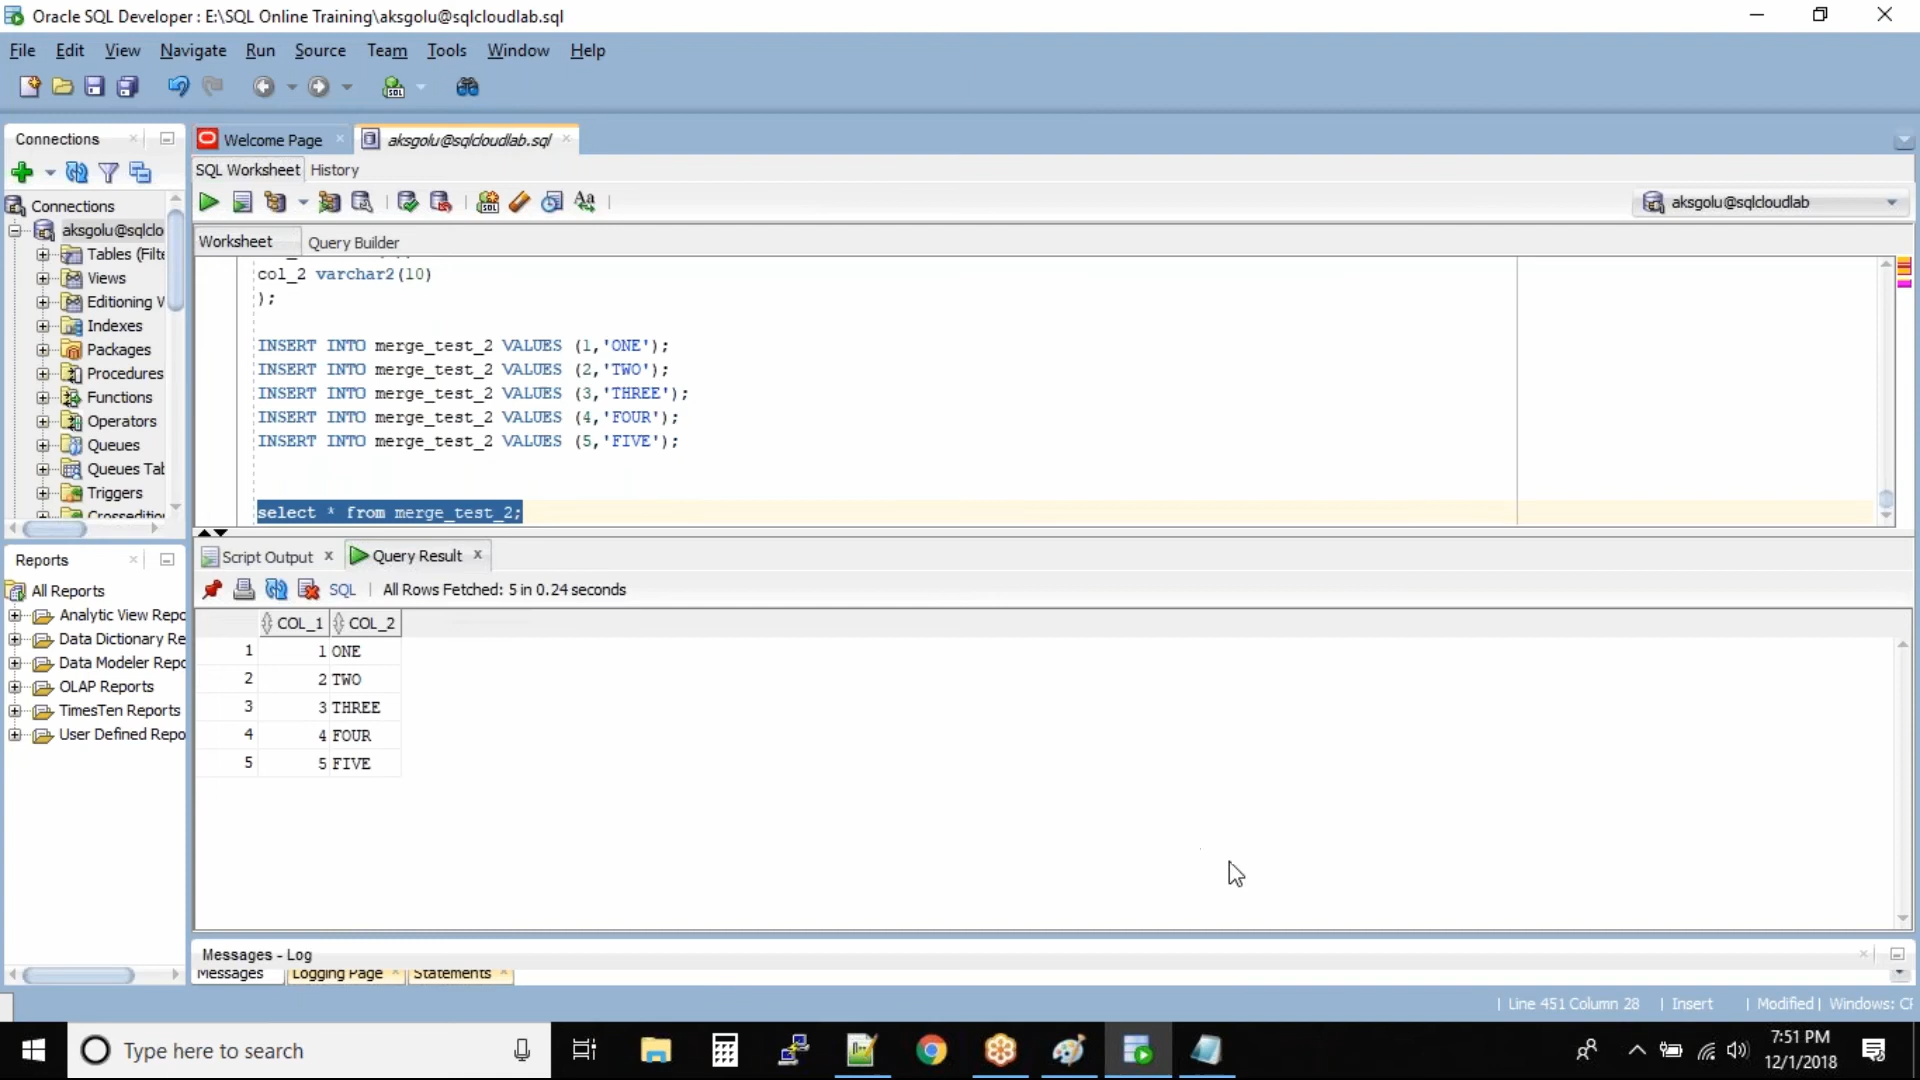 Oracle SQL Developer : E:\SQL Online Training\aksgolu@sqlcloudlab.sql
File Edit View Navigate Run Source Team Tools Window Help
Connections
Welcome Page
aksgolu@sqlcloudlab.sql
SQL Worksheet History
aksgolu@sqlcloudlab
Worksheet Query Builder
Connections
aksgolu@sqlclo
Tables (Filte
Views
Editioning V
Indexes
Packages
Procedures
Functions
Operators
Queues
Queues Tab
Triggers
Crossedition
col_2 varchar2(10)
);
INSERT INTO merge_test_2 VALUES (1,'ONE');
INSERT INTO merge_test_2 VALUES (2,'TWO');
INSERT INTO merge_test_2 VALUES (3,'THREE');
INSERT INTO merge_test_2 VALUES (4,'FOUR');
INSERT INTO merge_test_2 VALUES (5,'FIVE');
select * from merge_test_2;
Reports
All Reports
Analytic View Repo
Data Dictionary Re
Data Modeler Repo
OLAP Reports
TimesTen Reports
User Defined Repo
Script Output Query Result
SQL | All Rows Fetched: 5 in 0.24 seconds
COL_1 COL_2
1 1 ONE
2 2 TWO
3 3 THREE
4 4 FOUR
5 5 FIVE
Messages - Log
Messages Logging Page Statements
| Line 451 Column 28 | Insert | Modified | Windows: CF
Type here to search
7:51 PM
12/1/2018